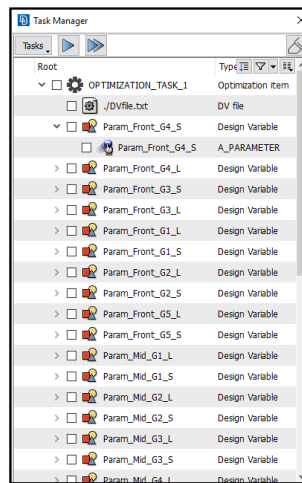 Task Manager
Tasks
Root Type
OPTIMIZATION_TASK_1 Optimization item
./DVfile.txt DV file
Param_Front_G4_S Design Variable
Param_Front_G4_S A_PARAMETER
Param_Front_G4_L Design Variable
Param_Front_G3_S Design Variable
Param_Front_G3_L Design Variable
Param_Front_G1_L Design Variable
Param_Front_G1_S Design Variable
Param_Front_G2_L Design Variable
Param_Front_G2_S Design Variable
Param_Front_G5_L Design Variable
Param_Front_G5_S Design Variable
Param_Mid_G1_L Design Variable
Param_Mid_G1_S Design Variable
Param_Mid_G2_L Design Variable
Param_Mid_G2_S Design Variable
Param_Mid_G3_L Design Variable
Param_Mid_G3_S Design Variable
Param_Mid_G4_L Design Variable